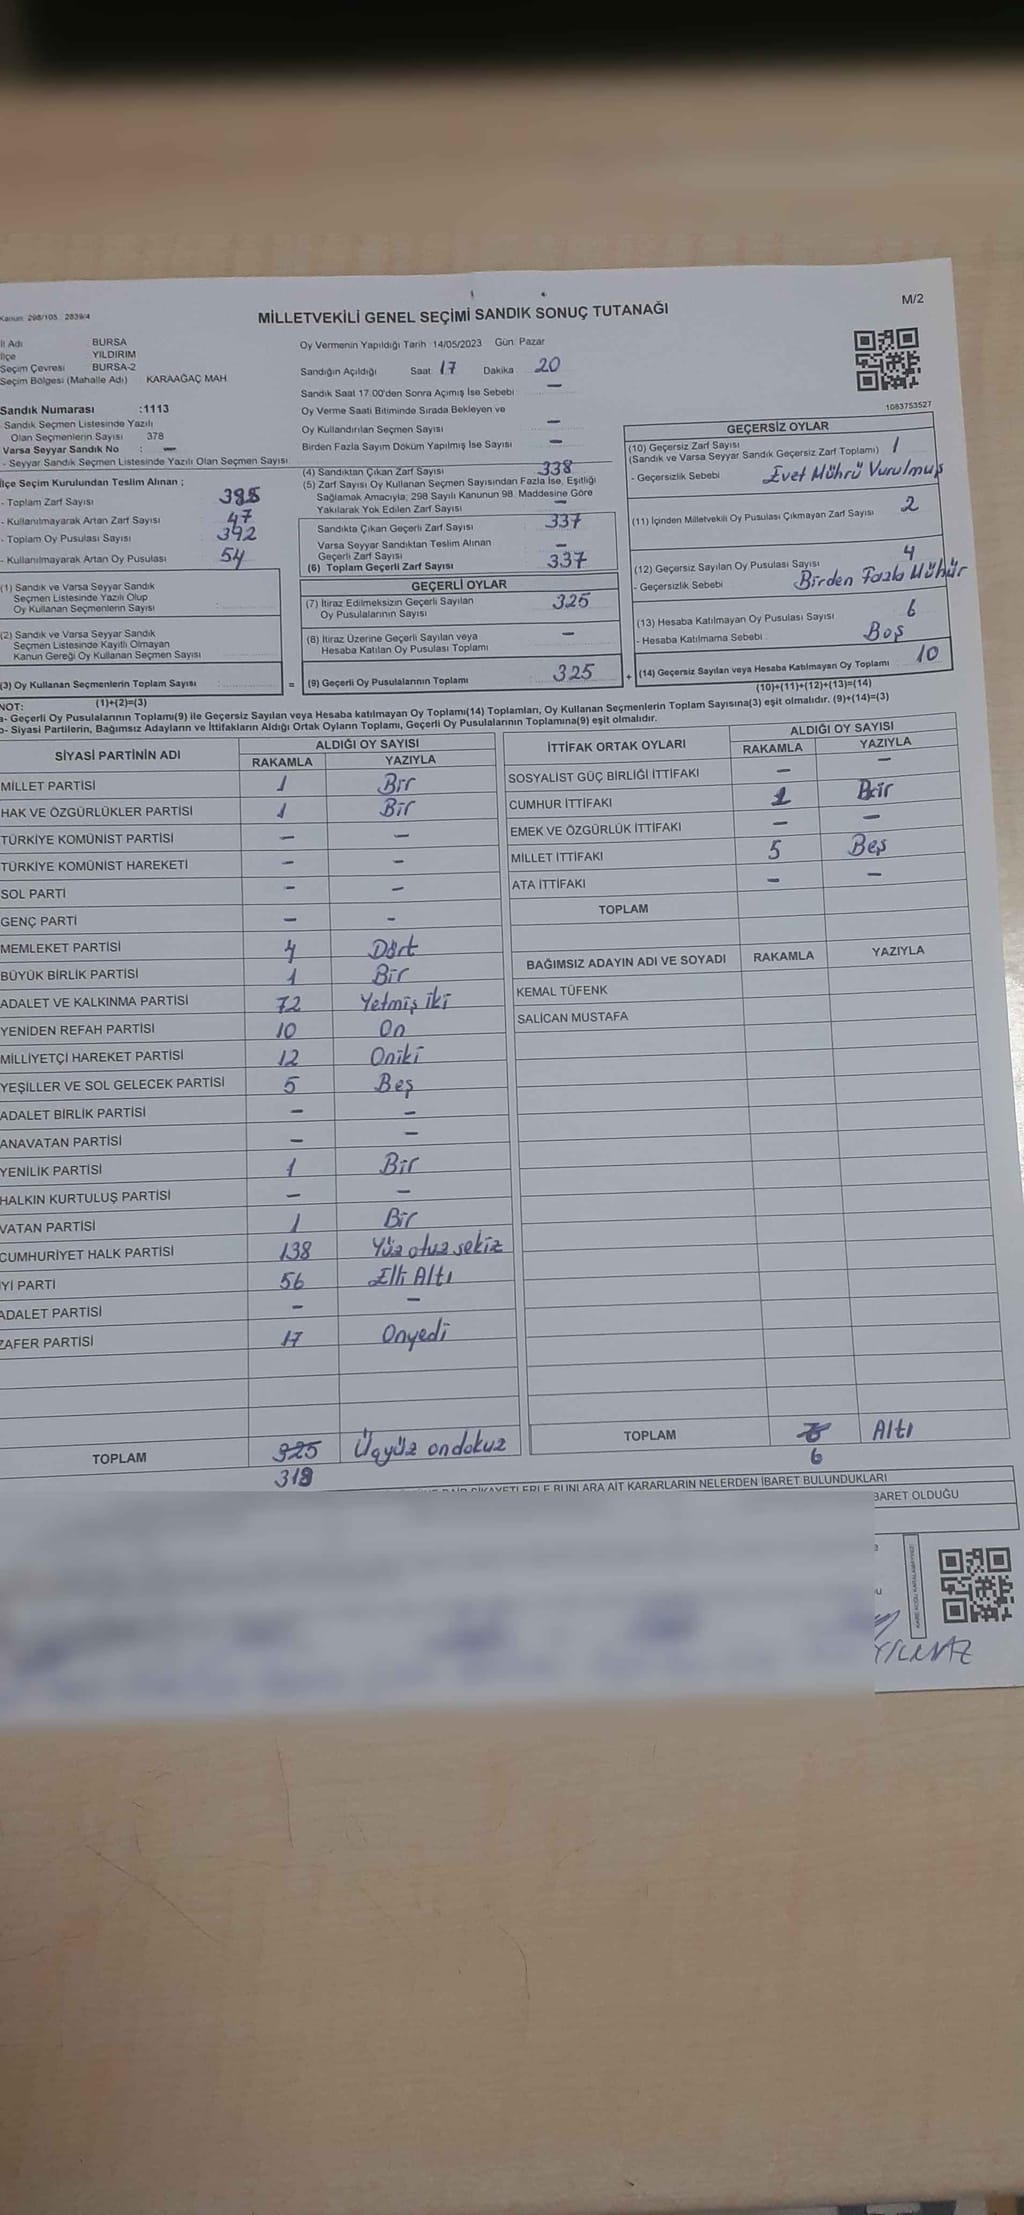 M/2
Kanun: 298/105 2839/4
MİLLETVEKİLİ GENEL SEÇİMİ SANDIK SONUÇ TUTANAĞI
İl Adı BURSA
İlçe YILDIRIM
Seçim Çevresi BURSA-2
Seçim Bölgesi (Mahalle Adı) KARAAĞAÇ MAH
Sandık Numarası :1113
Sandık Seçmen Listesinde Yazılı
Olan Seçmenlerin Sayısı 378
Varsa Seyyar Sandık No : -
- Seyyar Sandık Seçmen Listesinde Yazılı Olan Seçmen Sayısı
İlçe Seçim Kurulundan Teslim Alınan ;
- Toplam Zarf Sayısı 385
- Kullanılmayarak Artan Zarf Sayısı 47
- Toplam Oy Pusulası Sayısı 392
- Kullanılmayarak Artan Oy Pusulası 54
(1) Sandık ve Varsa Seyyar Sandık
Seçmen Listesinde Yazılı Olup
Oy Kullanan Seçmenlerin Sayısı
(2) Sandık ve Varsa Seyyar Sandık
Seçmen Listesinde Kayıtlı Olmayan
Kanun Gereği Oy Kullanan Seçmen Sayısı
(3) Oy Kullanan Seçmenlerin Toplam Sayısı =
(1)+(2)=(3)
Oy Vermenin Yapıldığı Tarih 14/05/2023 Gün: Pazar
Sandığın Açıldığı Saat 17 Dakika 20
Sandık Saat 17.00'den Sonra Açımış İse Sebebi -
Oy Verme Saati Bitiminde Sırada Bekleyen ve
Oy Kullandırılan Seçmen Sayısı -
Birden Fazla Sayım Döküm Yapılmış İse Sayısı -
(4) Sandıktan Çıkan Zarf Sayısı 338
(5) Zarf Sayısı Oy Kullanan Seçmen Sayısından Fazla İse, Eşitliği
Sağlamak Amacıyla, 298 Sayılı Kanunun 98. Maddesine Göre
Yakılarak Yok Edilen Zarf Sayısı -
Sandıkta Çıkan Geçerli Zarf Sayısı 337
Varsa Seyyar Sandıktan Teslim Alınan
Geçerli Zarf Sayısı -
(6) Toplam Geçerli Zarf Sayısı 337
GEÇERLİ OYLAR
(7) İtiraz Edilmeksizin Geçerli Sayılan
Oy Pusulalarının Sayısı 325
(8) İtiraz Üzerine Geçerli Sayılan veya
Hesaba Katılan Oy Pusulası Toplamı -
(9) Geçerli Oy Pusulalarının Toplamı 325 +
1083753527
GEÇERSİZ OYLAR
(10) Geçersiz Zarf Sayısı
(Sandık ve Varsa Seyyar Sandık Geçersiz Zarf Toplamı) 1
- Geçersizlik Sebebi Evet Mührü Vurulmuş
(11) İçinden Milletvekili Oy Pusulası Çıkmayan Zarf Sayısı 2
(12) Geçersiz Sayılan Oy Pusulası Sayısı 4
- Geçersizlik Sebebi Birden Fazla Mühür
(13) Hesaba Katılmayan Oy Pusulası Sayısı 6
- Hesaba Katılmama Sebebi : Boş
(14) Geçersiz Sayılan veya Hesaba Katılmayan Oy Toplamı 10
(10)+(11)+(12)+(13)=(14)
NOT:
a- Geçerli Oy Pusulalarının Toplamı(9) ile Geçersiz Sayılan veya Hesaba katılmayan Oy Toplamı(14) Toplamları, Oy Kullanan Seçmenlerin Toplam Sayısına(3) eşit olmalıdır. (9)+(14)=(3)
b- Siyasi Partilerin, Bağımsız Adayların ve İttifakların Aldığı Ortak Oyların Toplamı, Geçerli Oy Pusulalarının Toplamına(9) eşit olmalıdır.
SİYASİ PARTİNİN ADI ALDIĞI OY SAYISI
RAKAMLA YAZIYLA
MİLLET PARTİSİ 1 Bir
HAK VE ÖZGÜRLÜKLER PARTİSİ 1 Bir
TÜRKİYE KOMÜNİST PARTİSİ - -
TÜRKİYE KOMÜNİST HAREKETİ - -
SOL PARTİ - -
GENÇ PARTİ - -
MEMLEKET PARTİSİ 4 Dört
BÜYÜK BİRLİK PARTİSİ 1 Bir
ADALET VE KALKINMA PARTİSİ 72 Yetmiş iki
YENİDEN REFAH PARTİSİ 10 On
MİLLİYETÇİ HAREKET PARTİSİ 12 Oniki
YEŞİLLER VE SOL GELECEK PARTİSİ 5 Beş
ADALET BİRLİK PARTİSİ - -
ANAVATAN PARTİSİ - -
YENİLİK PARTİSİ 1 Bir
HALKIN KURTULUŞ PARTİSİ - -
VATAN PARTİSİ 1 Bir
CUMHURİYET HALK PARTİSİ 138 Yüz otuz sekiz
İYİ PARTİ 56 Elli Altı
ADALET PARTİSİ - -
ZAFER PARTİSİ 17 Onyedi
TOPLAM 325 Üçyüz ondokuz
319
İTTİFAK ORTAK OYLARI ALDIĞI OY SAYISI
RAKAMLA YAZIYLA
SOSYALİST GÜÇ BİRLİĞİ İTTİFAKI - -
CUMHUR İTTİFAKI 1 Bir
EMEK VE ÖZGÜRLÜK İTTİFAKI - -
MİLLET İTTİFAKI 5 Beş
ATA İTTİFAKI - -
TOPLAM
BAĞIMSIZ ADAYIN ADI VE SOYADI RAKAMLA YAZIYLA
KEMAL TÜFENK
SALİCAN MUSTAFA
TOPLAM Altı
6
ŞİKAYETLERLE BUNLARA AİT KARARLARIN NELERDEN İBARET BULUNDUKLARI
BARET OLDUĞU
YILMAZ